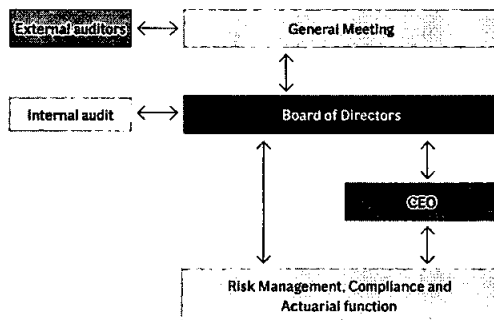 External auditors
General Meeting
Internal audit
Board of Directors
CEO
Risk Management, Compliance and
Actuarial function